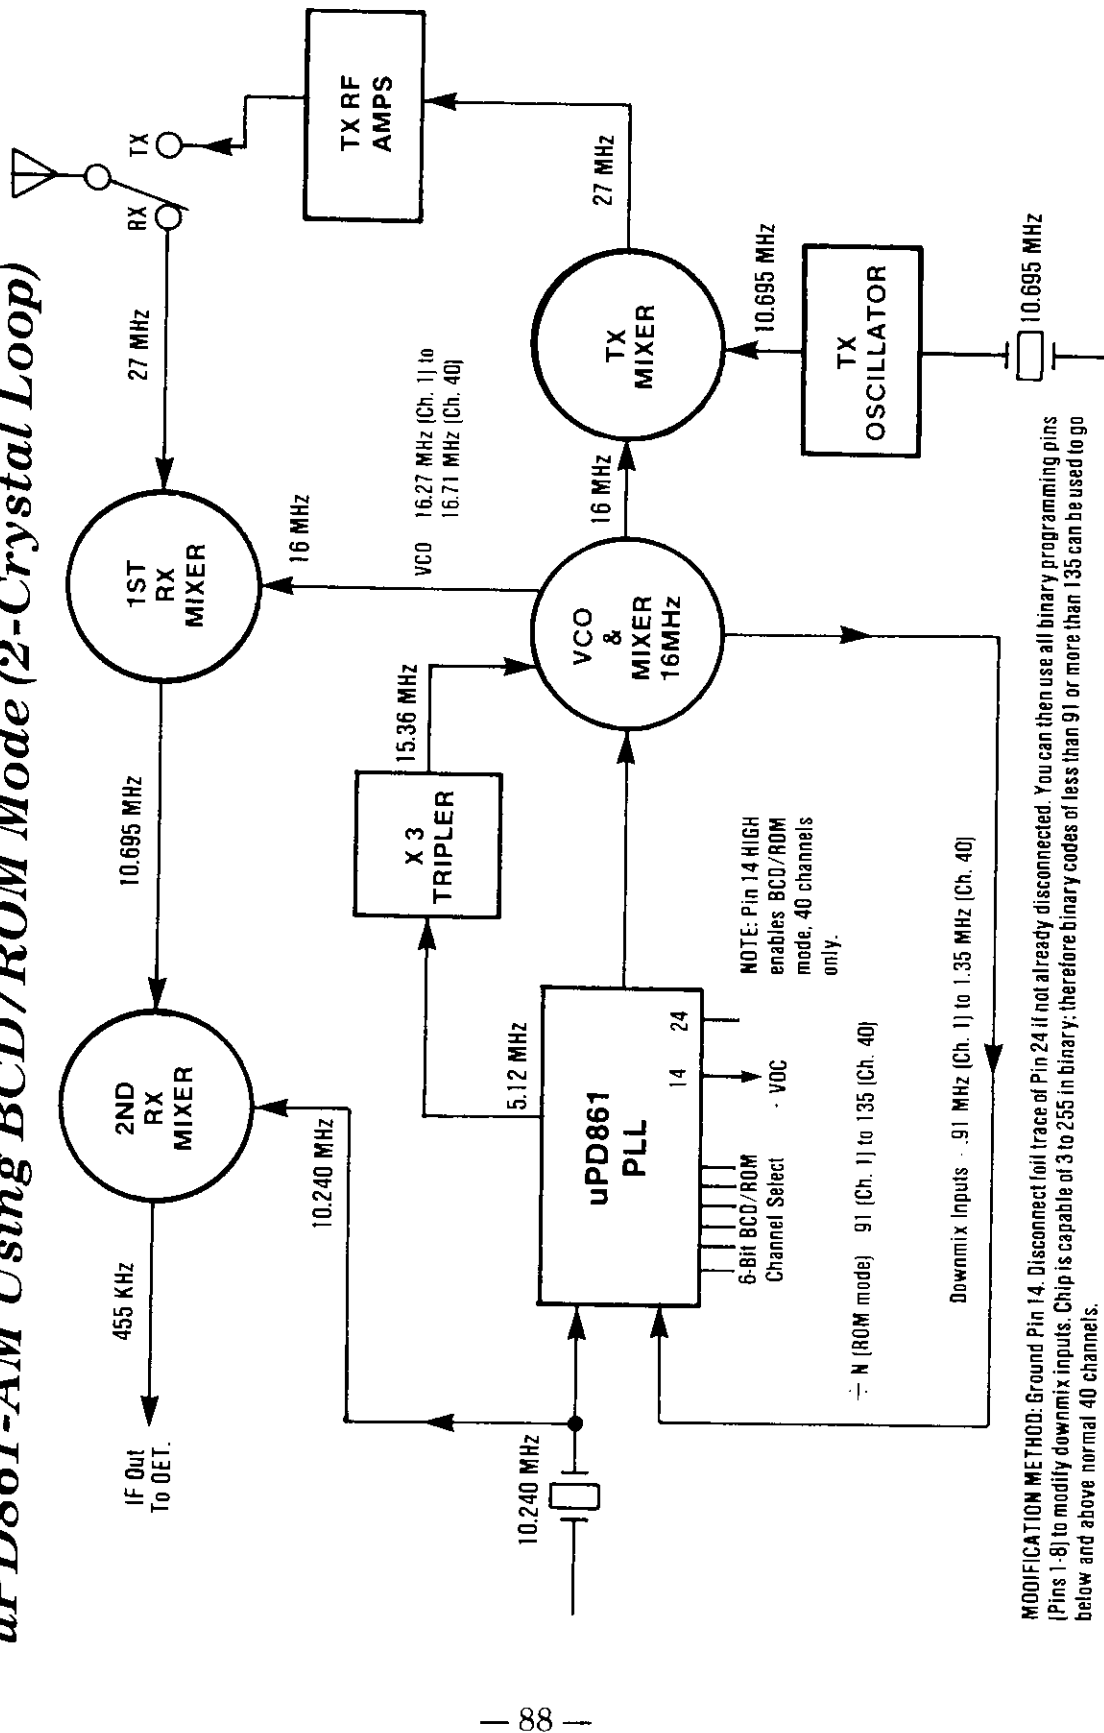 uPD861-AM Using BCD/ROM Mode (2-Crystal Loop)
IF Out
To DET.
455 KHz
2ND
RX
MIXER
10.695 MHz
1ST
RX
MIXER
27 MHz
RX
TX
TX RF
AMPS
10.240 MHz
16 MHz
VCO 16.27 MHz (Ch. 1) to
16.71 MHz (Ch. 40)
27 MHz
X 3
TRIPLER
15.36 MHz
5.12 MHz
10.240 MHz
uPD861
PLL
14
24
VCO
&
MIXER
16MHz
16 MHz
TX
MIXER
10.695 MHz
TX
OSCILLATOR
10.695 MHz
6-Bit BCD/ROM
Channel Select
- VDC
NOTE: Pin 14 HIGH
enables BCD/ROM
mode, 40 channels
only.
÷ N (ROM mode) 91 (Ch. 1) to 135 (Ch. 40)
Downmix Inputs - .91 MHz (Ch. 1) to 1.35 MHz (Ch. 40)
MODIFICATION METHOD: Ground Pin 14. Disconnect foil trace of Pin 24 if not already disconnected. You can then use all binary programming pins
(Pins 1-8) to modify downmix inputs. Chip is capable of 3 to 255 in binary; therefore binary codes of less than 91 or more than 135 can be used to go
below and above normal 40 channels.
— 88 —